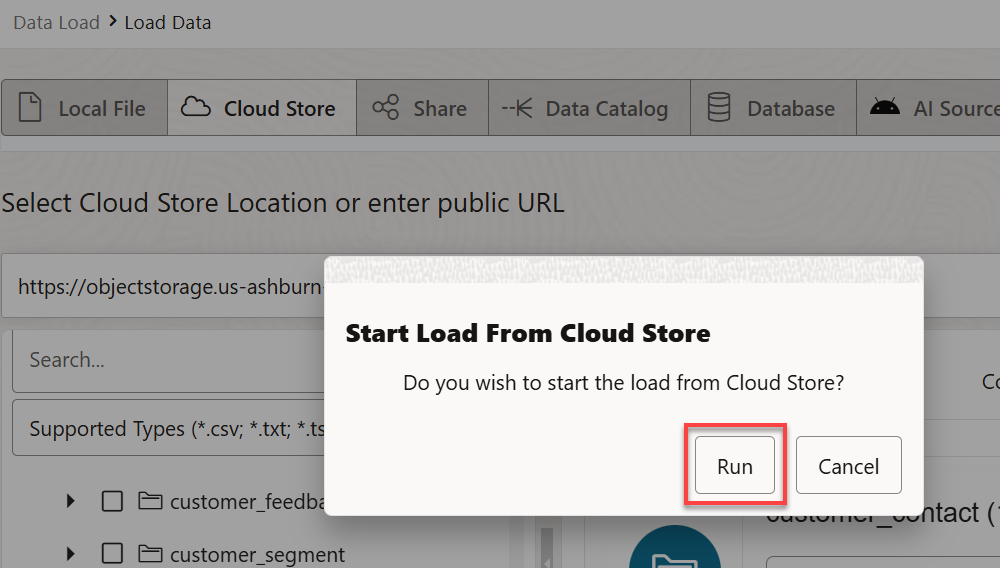 Data Load > Load Data
Local File
Cloud Store
Share
Data Catalog
Database
AI Source
Select Cloud Store Location or enter public URL
https://objectstorage.us-ashburn-
Start Load From Cloud Store
Do you wish to start the load from Cloud Store?
Run
Cancel
Search...
Supported Types (*.csv; *.txt; *.ts
customer_feedba
customer_segment
customer_contact (